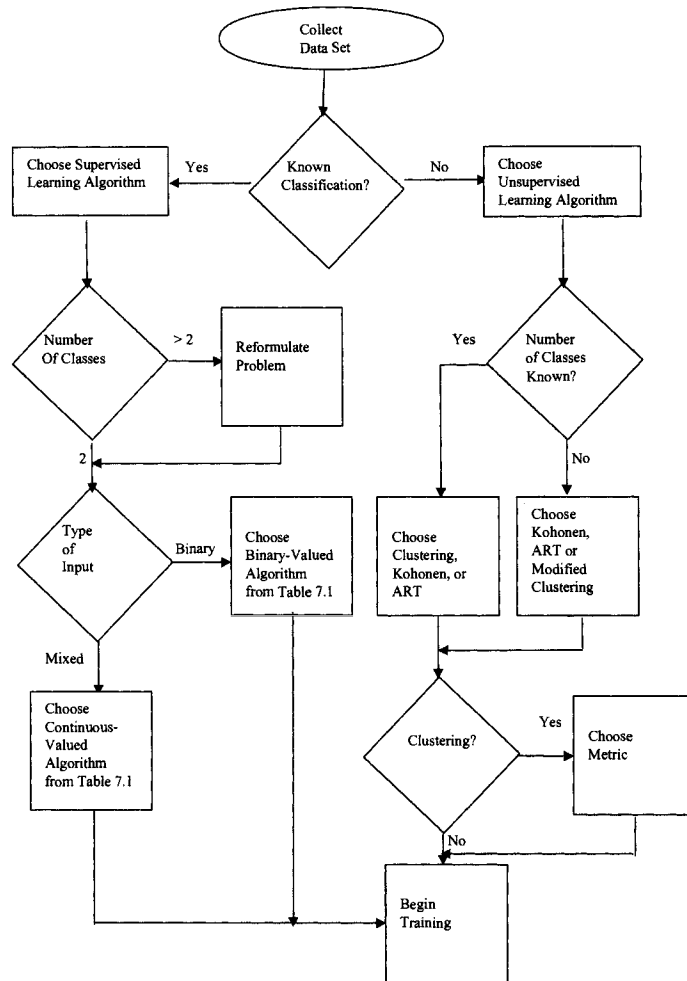 Collect
Data Set
Choose Supervised
Learning Algorithm
Yes
Known
Classification?
No
Choose
Unsupervised
Learning Algorithm
Number
Of Classes
> 2
Reformulate
Problem
Yes
Number
of Classes
Known?
2
No
Type
of
Input
Binary
Choose
Binary-Valued
Algorithm
from Table 7.1
Choose
Clustering,
Kohonen, or
ART
Choose
Kohonen,
ART or
Modified
Clustering
Mixed
Choose
Continuous-
Valued
Algorithm
from Table 7.1
Clustering?
Yes
Choose
Metric
No
Begin
Training